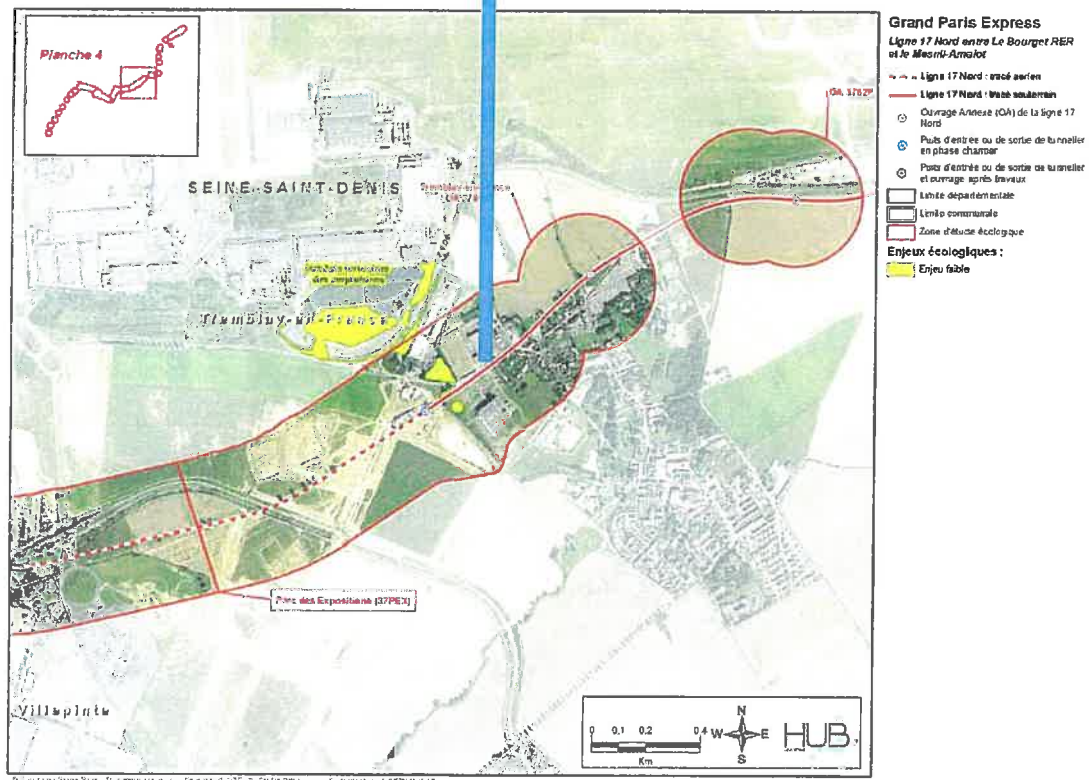 Planche 4
SEINE-SAINT-DENIS
Tremblay-en-France
Villepinte
Parc des Expositions (37PEX)
OA 3702P
0 0,1 0,2 0,4
Km
N
W E
S
HUB
Grand Paris Express
Ligne 17 Nord entre Le Bourget RER
et le Mesnil-Amelot
Ligne 17 Nord : tracé aérien
Ligne 17 Nord : tracé souterrain
Ouvrage Annexe (OA) de la ligne 17
Nord
Puits d'entrée ou de sortie de tunnelier
en phase chantier
Puits d'entrée ou de sortie de tunnelier
et ouvrage après travaux
Limite départementale
Limite communale
Zone d'étude écologique
Enjeux écologiques :
Enjeu faible